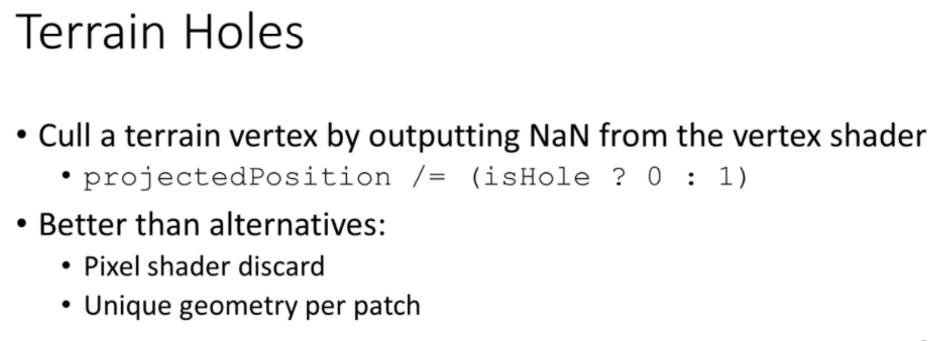 Terrain Holes
• Cull a terrain vertex by outputting NaN from the vertex shader
• projectedPosition /= (isHole ? 0 : 1)
• Better than alternatives:
• Pixel shader discard
• Unique geometry per patch